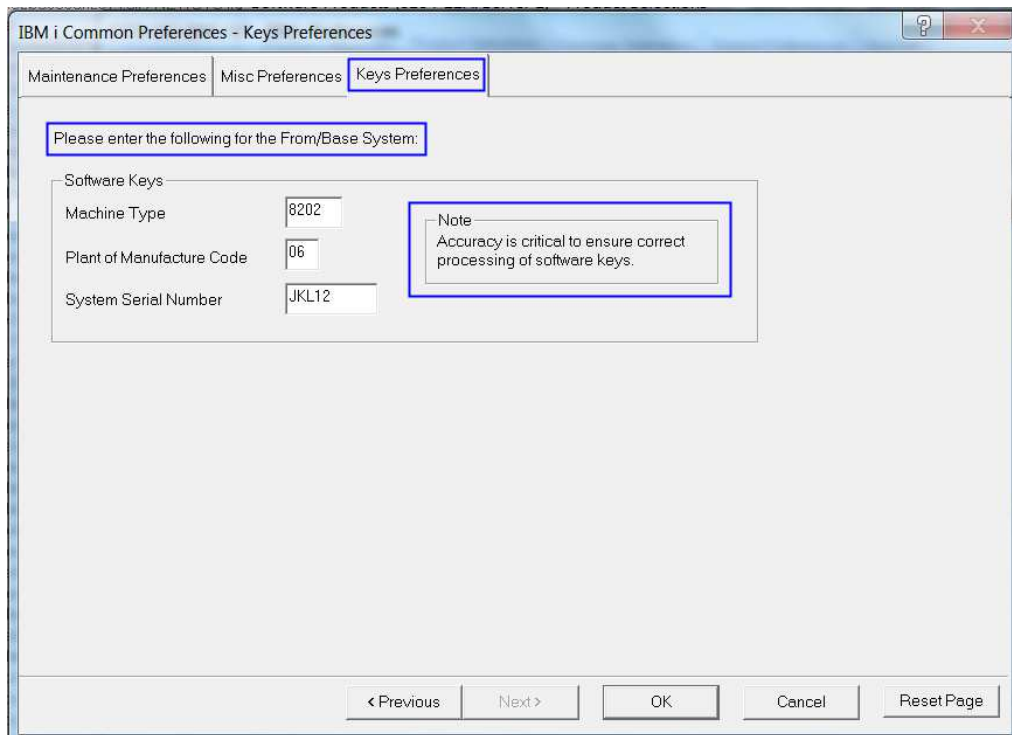 IBM i Common Preferences - Keys Preferences
Maintenance Preferences Misc Preferences Keys Preferences
Please enter the following for the From/Base System:
Software Keys
Machine Type 8202
Note
Accuracy is critical to ensure correct
processing of software keys.
Plant of Manufacture Code 06
System Serial Number JKL12
< Previous Next > OK Cancel Reset Page